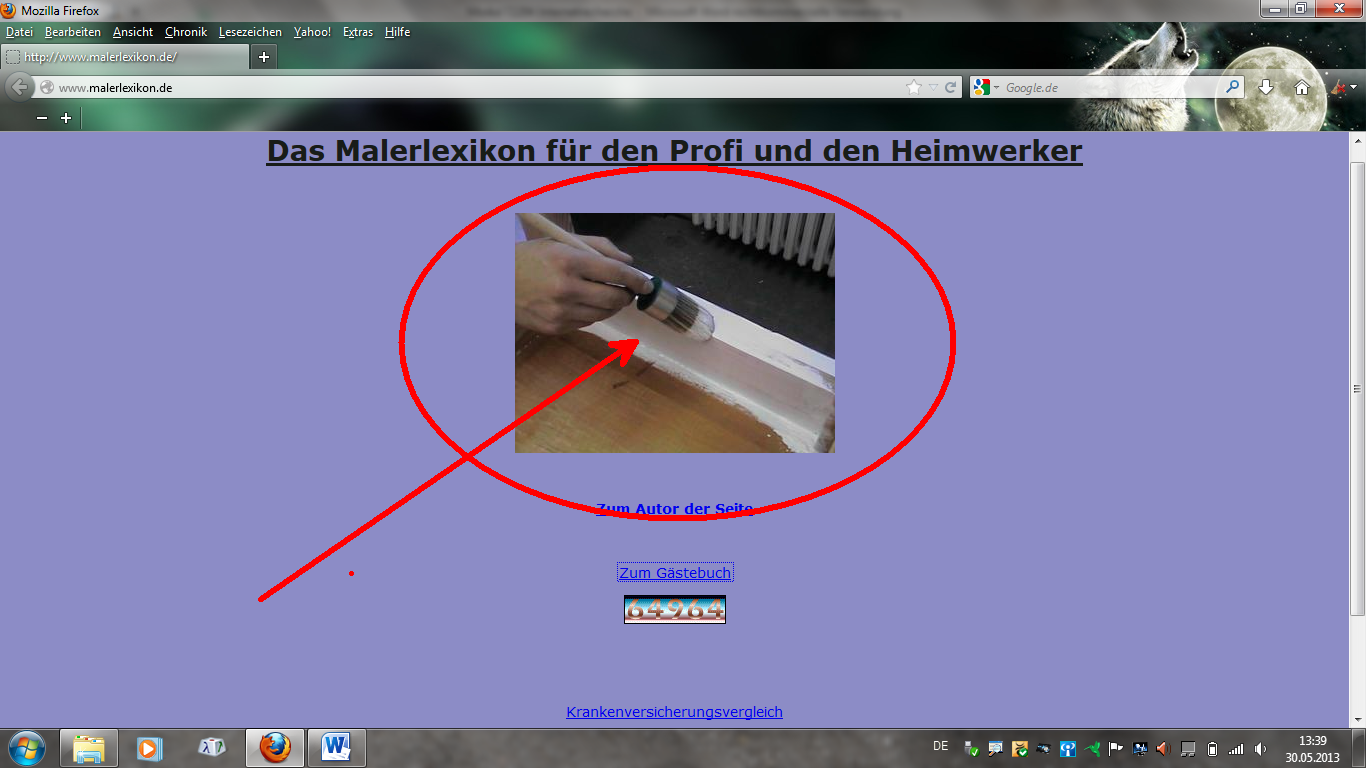 Mozilla Firefox
Datei Bearbeiten Ansicht Chronik Lesezeichen Yahoo! Extras Hilfe
http://www.malerlexikon.de/
www.malerlexikon.de
Google.de
Das Malerlexikon für den Profi und den Heimwerker
Zum Autor der Seite
Zum Gästebuch
64964
Krankenversicherungsvergleich
DE
13:39
30.05.2013